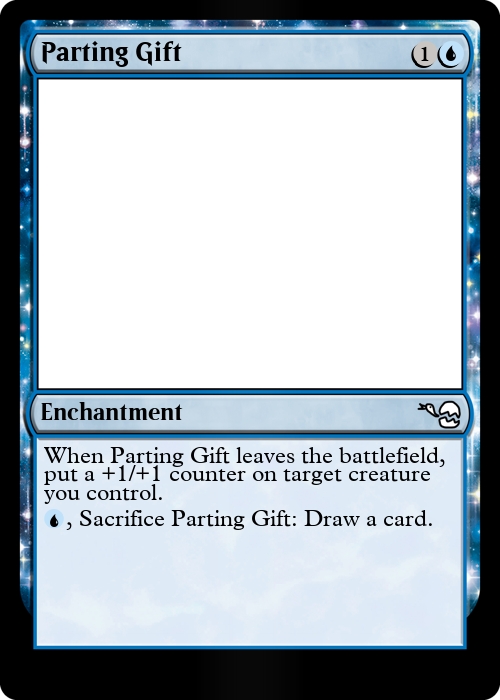 Parting Gift 1
Enchantment
When Parting Gift leaves the battlefield,
put a +1/+1 counter on target creature
you control.
, Sacrifice Parting Gift: Draw a card.